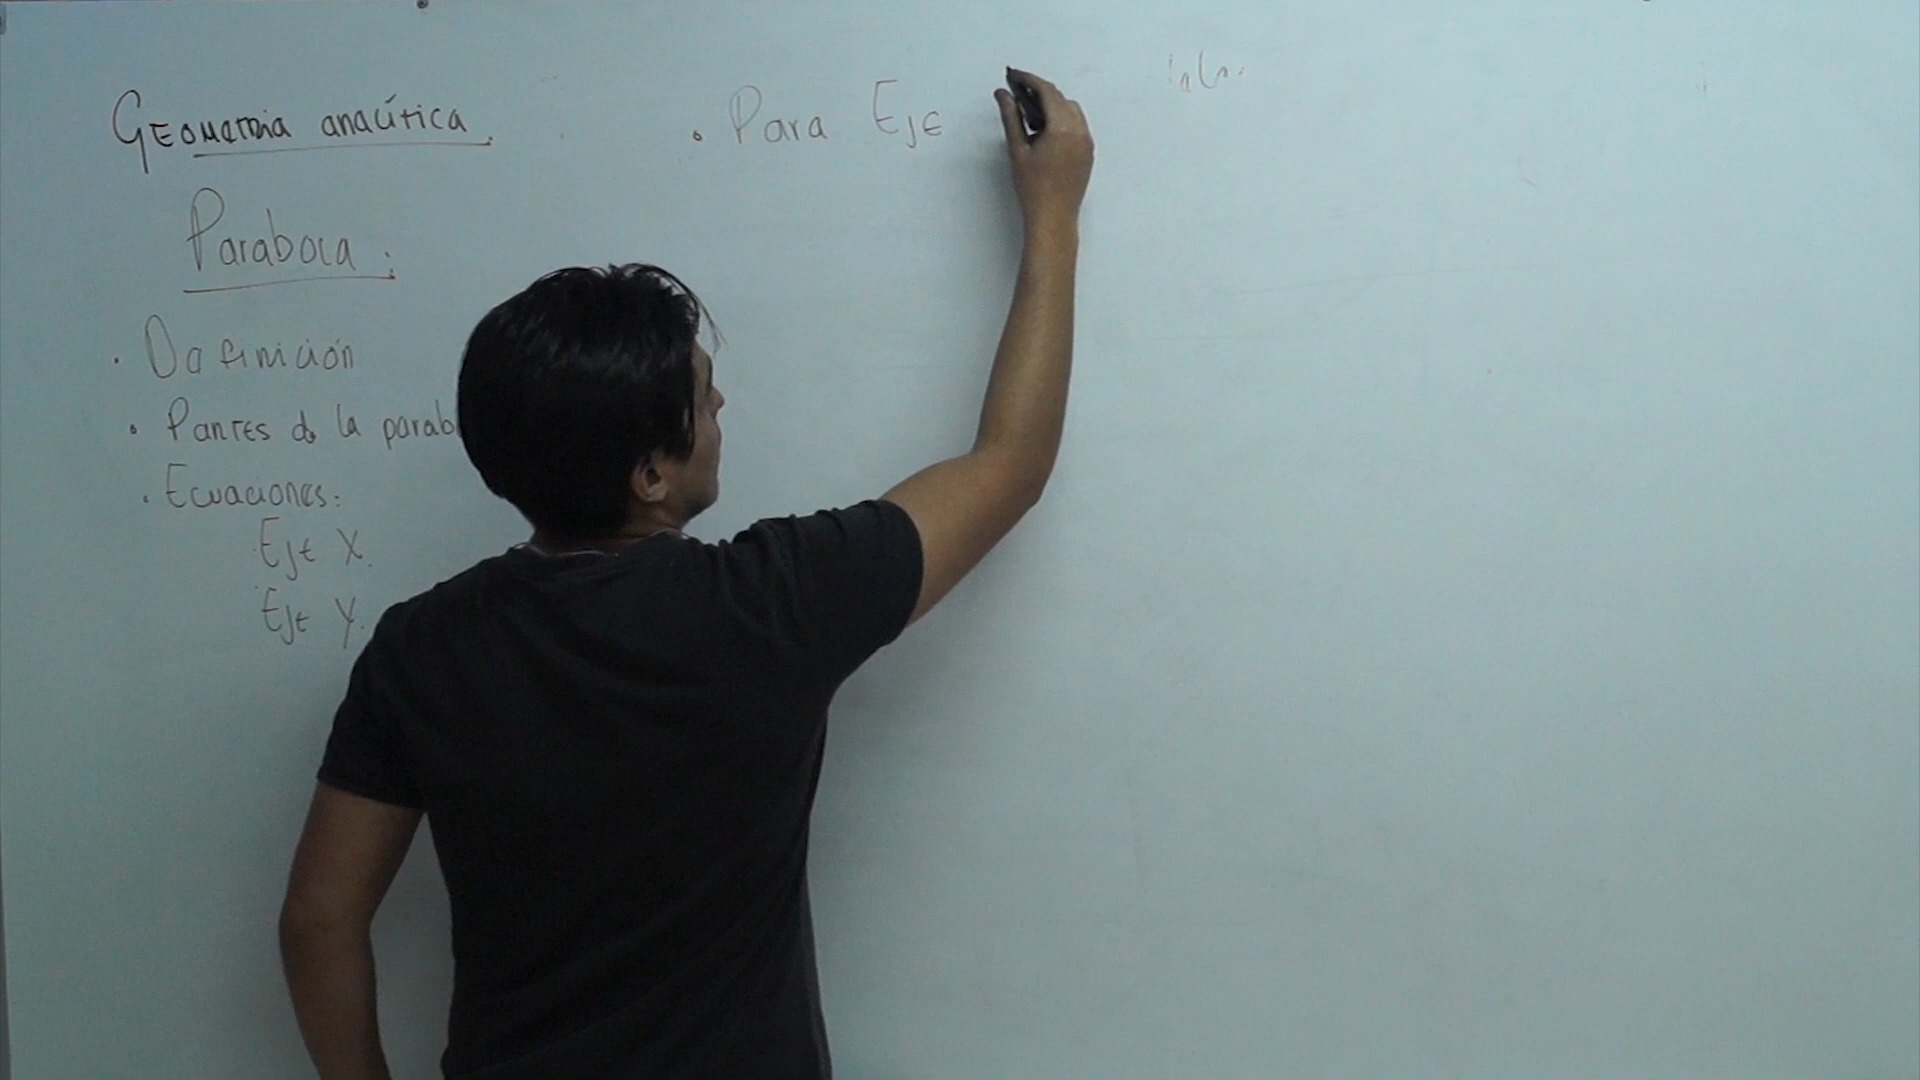 Geometria analítica.
Parabola:
. Definición
. Partes de la parab
. Ecuaciones:
Eje X.
Eje y.
. Para Eje